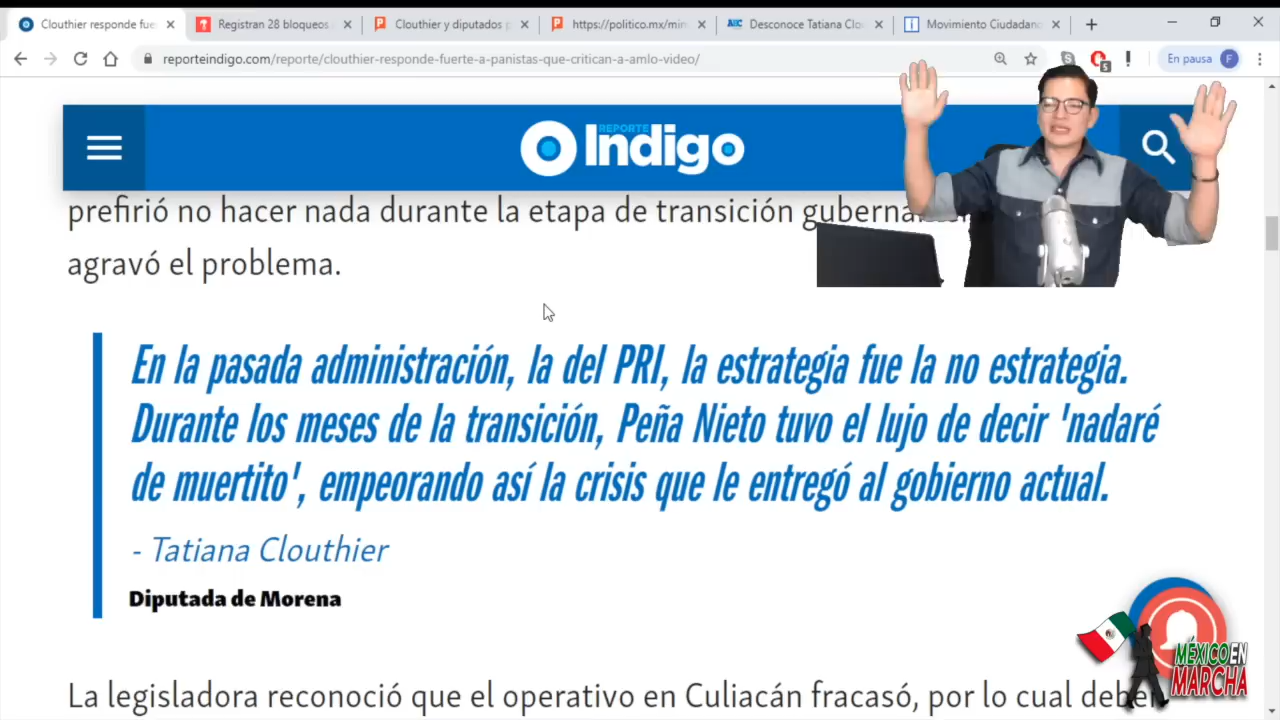 Clouthier responde fue
Registran 28 bloqueos
Clouthier y diputados
https://politico.mx/min
Desconoce Tatiana Clo
Movimiento Ciudadano
reporteindigo.com/reporte/clouthier-responde-fuerte-a-panistas-que-critican-a-amlo-video/
5
En pausa
F
REPORTE
Indigo
prefirió no hacer nada durante la etapa de transición
agravó el problema.
En la pasada administración, la del PRI, la estrategia fue la no estrategia.
Durante los meses de la transición, Peña Nieto tuvo el lujo de decir 'nadaré
de muertito', empeorando así la crisis que le entregó al gobierno actual.
- Tatiana Clouthier
Diputada de Morena
MÉXICO EN
MARCHA
La legisladora reconoció que el operativo en Culiacán fracasó, por lo cual